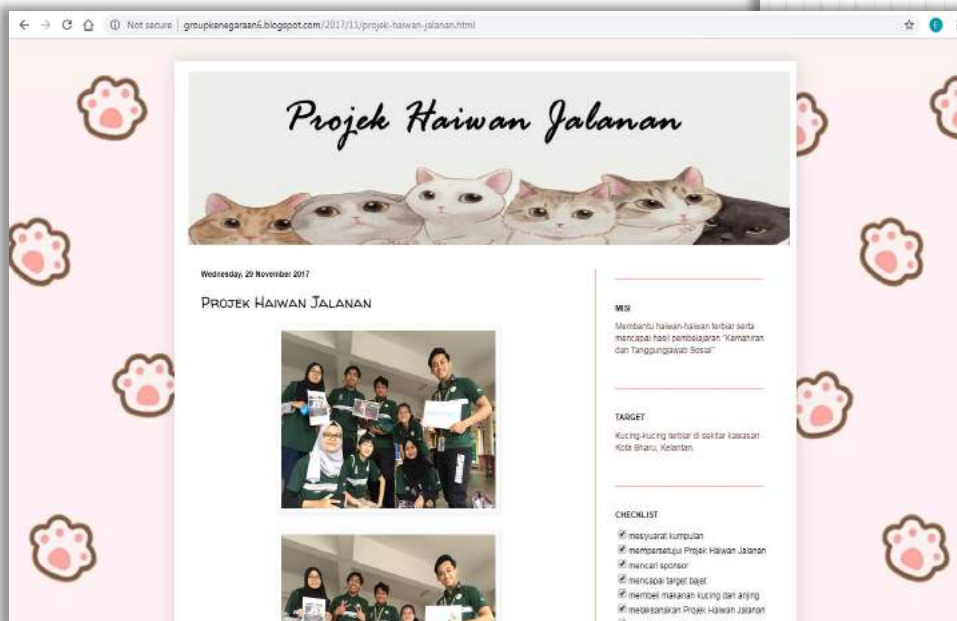 Not secure | groupkenegaraan6.blogspot.com/2017/11/projek-haiwan-jalanan.html
Projek Haiwan Jalanan
Wednesday, 29 November 2017
PROJEK HAIWAN JALANAN
MISI
Membantu haiwan-haiwan terbiar serta
mencapai hasil pembelajaran "Kemahiran
dan Tanggungjawab Sosial"
TARGET
Kucing-kucing terbiar di sekitar kawasan
Kota Bharu, Kelantan.
CHECKLIST
mesyuarat kumpulan
mempersetujui Projek Haiwan Jalanan
mencari sponsor
mencapai target bajet
membeli makanan kucing dan anjing
melaksanakan Projek Haiwan Jalanan